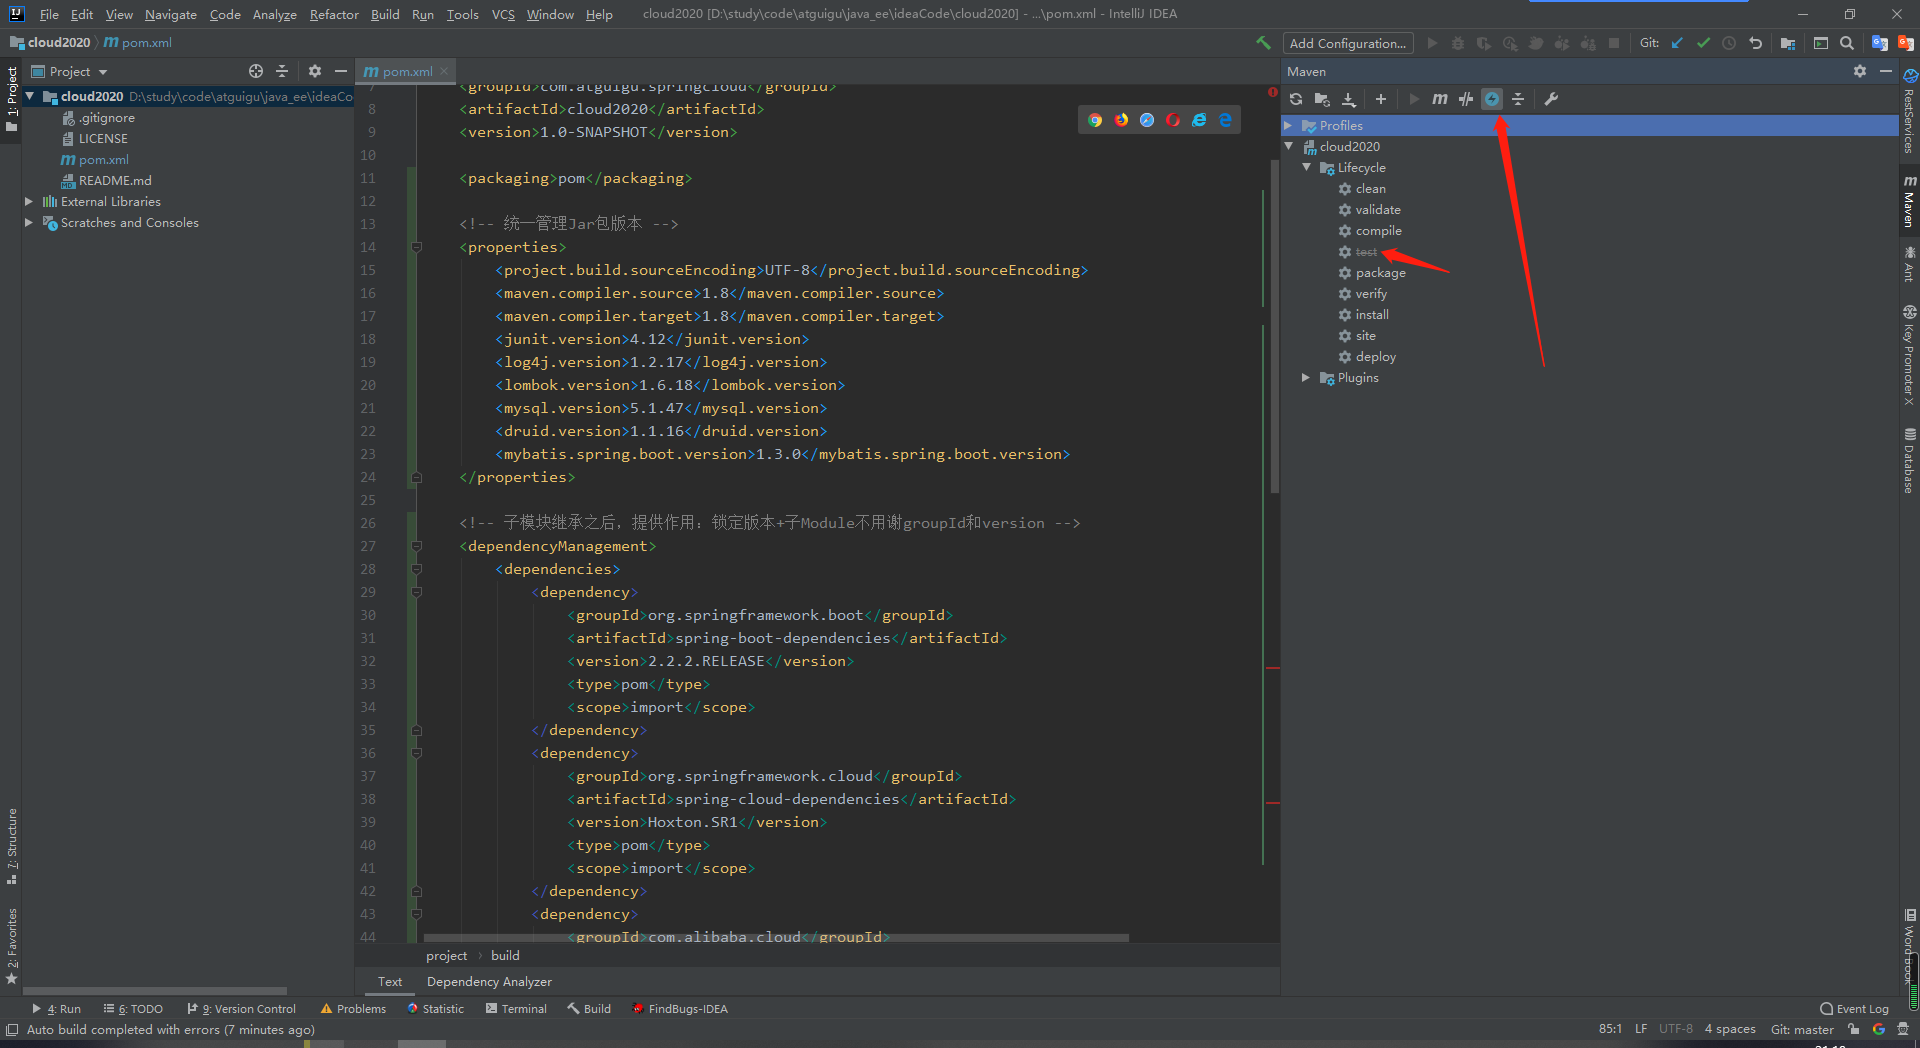 File Edit View Navigate Code Analyze Refactor Build Run Tools VCS Window Help cloud2020 [D:\study\code\atguigu\java_ee\ideaCode\cloud2020] - ...\pom.xml - IntelliJ IDEA
cloud2020 pom.xml Add Configuration... Git:
Project
pom.xml
Maven
1: Project
cloud2020 D:\study\code\atguigu\java_ee\ideaCo
.gitignore
LICENSE
pom.xml
README.md
External Libraries
Scratches and Consoles
7 <groupId>com.atguigu.springcloud</groupId>
8 <artifactId>cloud2020</artifactId>
9 <version>1.0-SNAPSHOT</version>
10
11 <packaging>pom</packaging>
12
13 <!-- 统一管理Jar包版本 -->
14 <properties>
15 <project.build.sourceEncoding>UTF-8</project.build.sourceEncoding>
16 <maven.compiler.source>1.8</maven.compiler.source>
17 <maven.compiler.target>1.8</maven.compiler.target>
18 <junit.version>4.12</junit.version>
19 <log4j.version>1.2.17</log4j.version>
20 <lombok.version>1.6.18</lombok.version>
21 <mysql.version>5.1.47</mysql.version>
22 <druid.version>1.1.16</druid.version>
23 <mybatis.spring.boot.version>1.3.0</mybatis.spring.boot.version>
24 </properties>
25
26 <!-- 子模块继承之后，提供作用：锁定版本+子Module不用谢groupId和version -->
27 <dependencyManagement>
28 <dependencies>
29 <dependency>
30 <groupId>org.springframework.boot</groupId>
31 <artifactId>spring-boot-dependencies</artifactId>
32 <version>2.2.2.RELEASE</version>
33 <type>pom</type>
34 <scope>import</scope>
35 </dependency>
36 <dependency>
37 <groupId>org.springframework.cloud</groupId>
38 <artifactId>spring-cloud-dependencies</artifactId>
39 <version>Hoxton.SR1</version>
40 <type>pom</type>
41 <scope>import</scope>
42 </dependency>
43 <dependency>
44 <groupId>com.alibaba.cloud</groupId>
project › build
Text Dependency Analyzer
Profiles
cloud2020
Lifecycle
clean
validate
compile
test
package
verify
install
site
deploy
Plugins
RestServices
Maven
Ant
Key Promoter X
Database
Word Book
7: Structure
2: Favorites
4: Run 6: TODO 9: Version Control Problems Statistic Terminal Build FindBugs-IDEA Event Log
Auto build completed with errors (7 minutes ago) 85:1 LF UTF-8 4 spaces Git: master